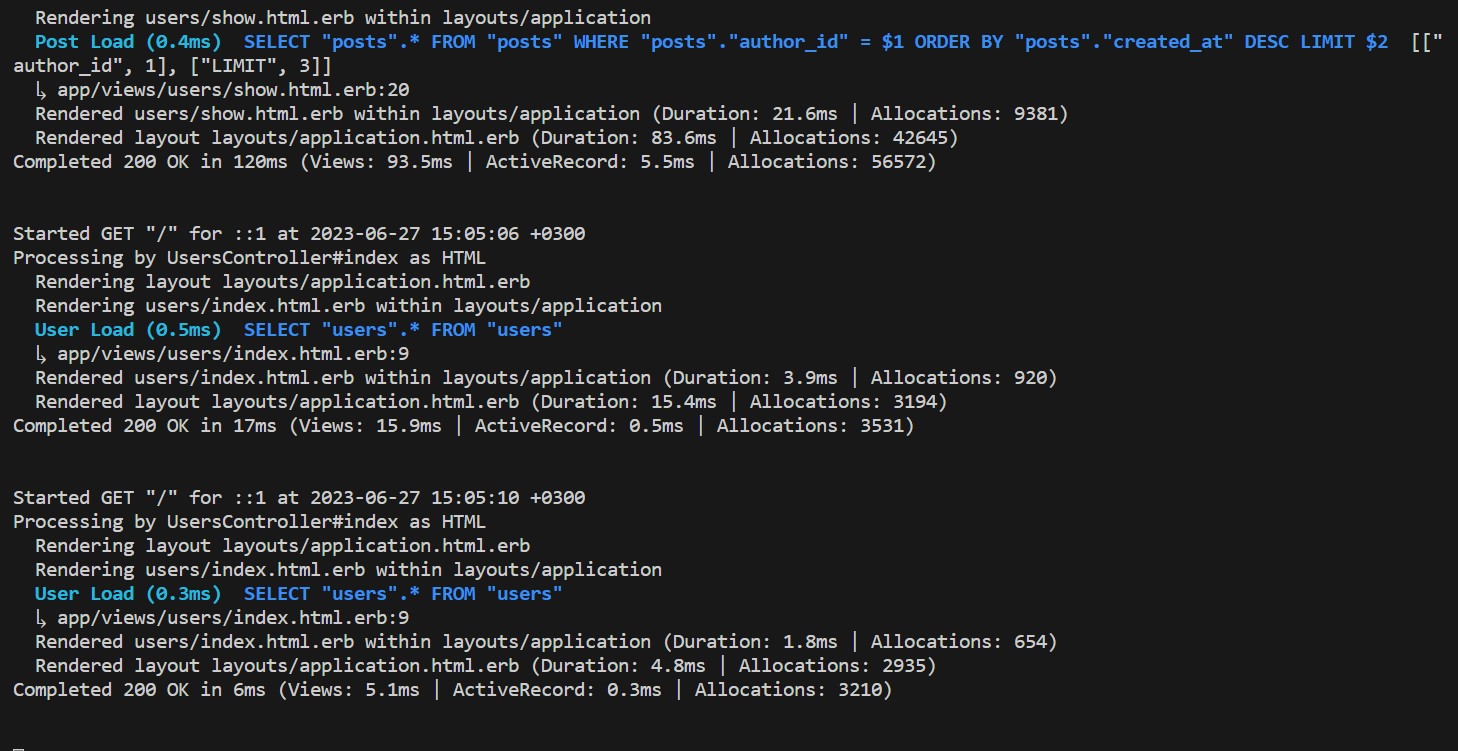 Rendering users/show.html.erb within layouts/application
Post Load (0.4ms)  SELECT "posts".* FROM "posts" WHERE "posts"."author_id" = $1 ORDER BY "posts"."created_at" DESC LIMIT $2  [["
author_id", 1], ["LIMIT", 3]]
↳ app/views/users/show.html.erb:20
Rendered users/show.html.erb within layouts/application (Duration: 21.6ms | Allocations: 9381)
Rendered layout layouts/application.html.erb (Duration: 83.6ms | Allocations: 42645)
Completed 200 OK in 120ms (Views: 93.5ms | ActiveRecord: 5.5ms | Allocations: 56572)
Started GET "/" for ::1 at 2023-06-27 15:05:06 +0300
Processing by UsersController#index as HTML
Rendering layout layouts/application.html.erb
Rendering users/index.html.erb within layouts/application
User Load (0.5ms)  SELECT "users".* FROM "users"
↳ app/views/users/index.html.erb:9
Rendered users/index.html.erb within layouts/application (Duration: 3.9ms | Allocations: 920)
Rendered layout layouts/application.html.erb (Duration: 15.4ms | Allocations: 3194)
Completed 200 OK in 17ms (Views: 15.9ms | ActiveRecord: 0.5ms | Allocations: 3531)
Started GET "/" for ::1 at 2023-06-27 15:05:10 +0300
Processing by UsersController#index as HTML
Rendering layout layouts/application.html.erb
Rendering users/index.html.erb within layouts/application
User Load (0.3ms)  SELECT "users".* FROM "users"
↳ app/views/users/index.html.erb:9
Rendered users/index.html.erb within layouts/application (Duration: 1.8ms | Allocations: 654)
Rendered layout layouts/application.html.erb (Duration: 4.8ms | Allocations: 2935)
Completed 200 OK in 6ms (Views: 5.1ms | ActiveRecord: 0.3ms | Allocations: 3210)